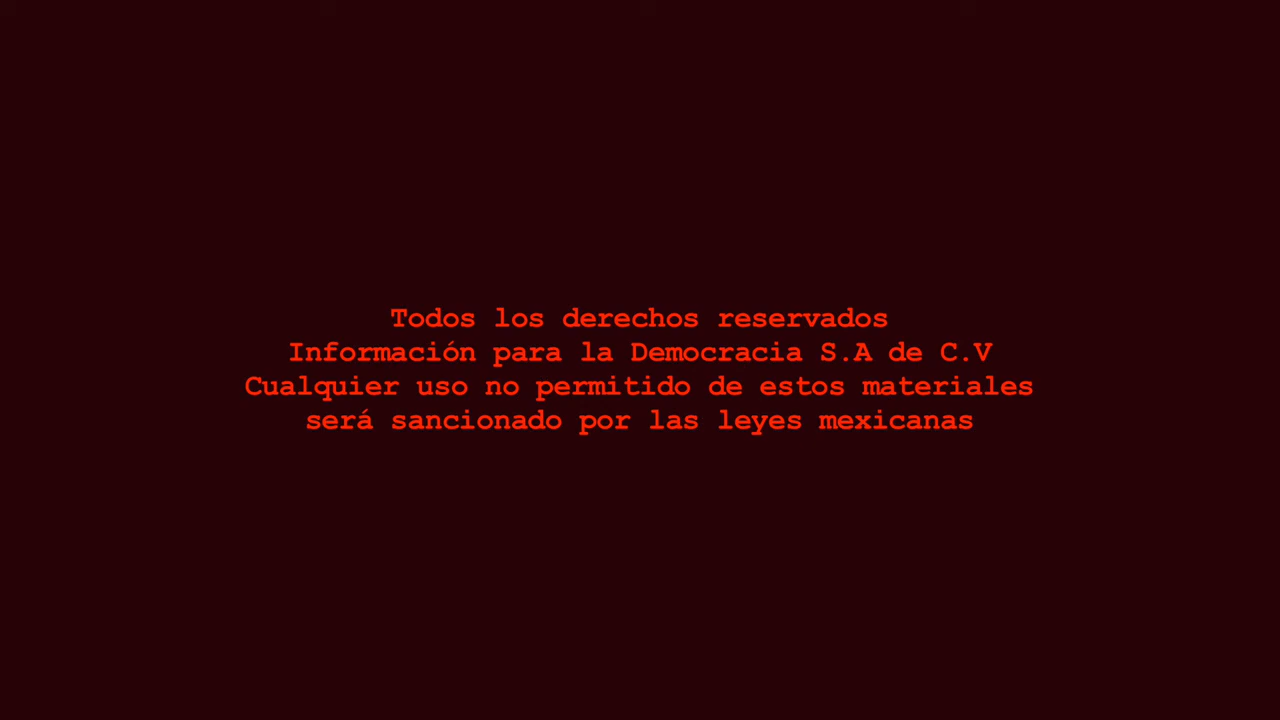 Todos los derechos reservados
Información para la Democracia S.A de C.V
Cualquier uso no permitido de estos materiales
será sancionado por las leyes mexicanas